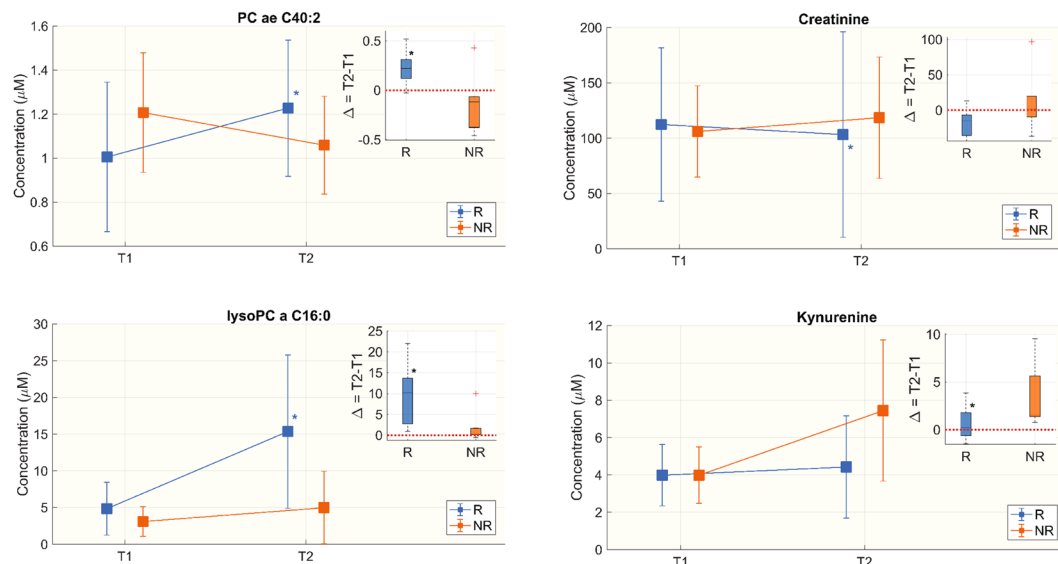 PC ae C40:2
Concentration (µM)
1.6
1.4
1.2
1
0.8
0.6
T1
T2
*
Δ = T2-T1
0.5
0
-0.5
*
R
NR
R
NR
Creatinine
Concentration (µM)
200
150
100
50
0
T1
T2
*
Δ = T2-T1
100
50
0
R
NR
R
NR
lysoPC a C16:0
Concentration (µM)
30
25
20
15
10
5
0
T1
T2
*
Δ = T2-T1
25
20
15
10
5
0
*
R
NR
R
NR
Kynurenine
Concentration (µM)
12
10
8
6
4
2
0
T1
T2
Δ = T2-T1
10
5
0
*
R
NR
R
NR